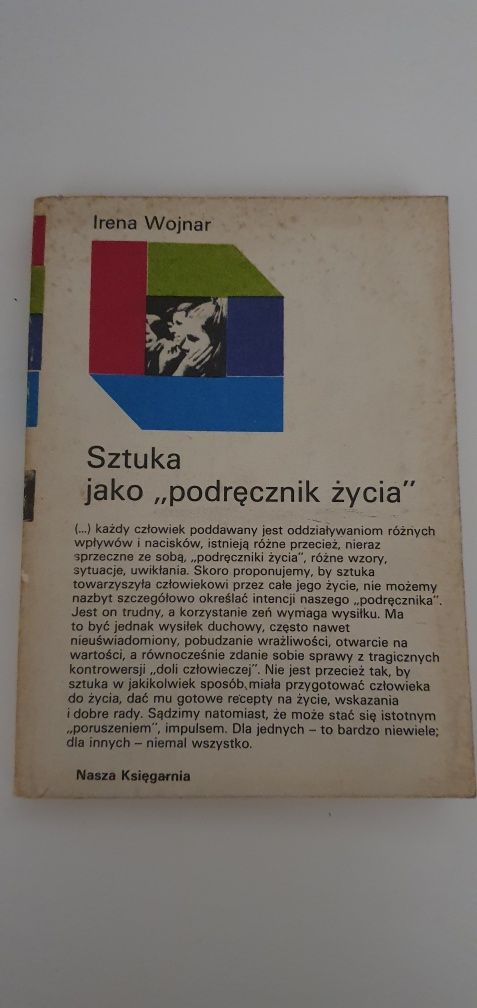 Irena Wojnar
Sztuka
jako „podręcznik życia”
(...) każdy człowiek poddawany jest oddziaływaniom różnych
wpływów i nacisków, istnieją różne przecież, nieraz
sprzeczne ze sobą, „podręczniki życia”, różne wzory,
sytuacje, uwikłania. Skoro proponujemy, by sztuka
towarzyszyła człowiekowi przez całe jego życie, nie możemy
nazbyt szczegółowo określać intencji naszego „podręcznika”.
Jest on trudny, a korzystanie zeń wymaga wysiłku. Ma
to być jednak wysiłek duchowy, często nawet
nieuświadomiony, pobudzanie wrażliwości, otwarcie na
wartości, a równocześnie zdanie sobie sprawy z tragicznych
kontrowersji „doli człowieczej”. Nie jest przecież tak, by
sztuka w jakikolwiek sposób miała przygotować człowieka
do życia, dać mu gotowe recepty na życie, wskazania
i dobre rady. Sądzimy natomiast, że może stać się istotnym
„poruszeniem”, impulsem. Dla jednych – to bardzo niewiele;
dla innych – niemal wszystko.
Nasza Księgarnia